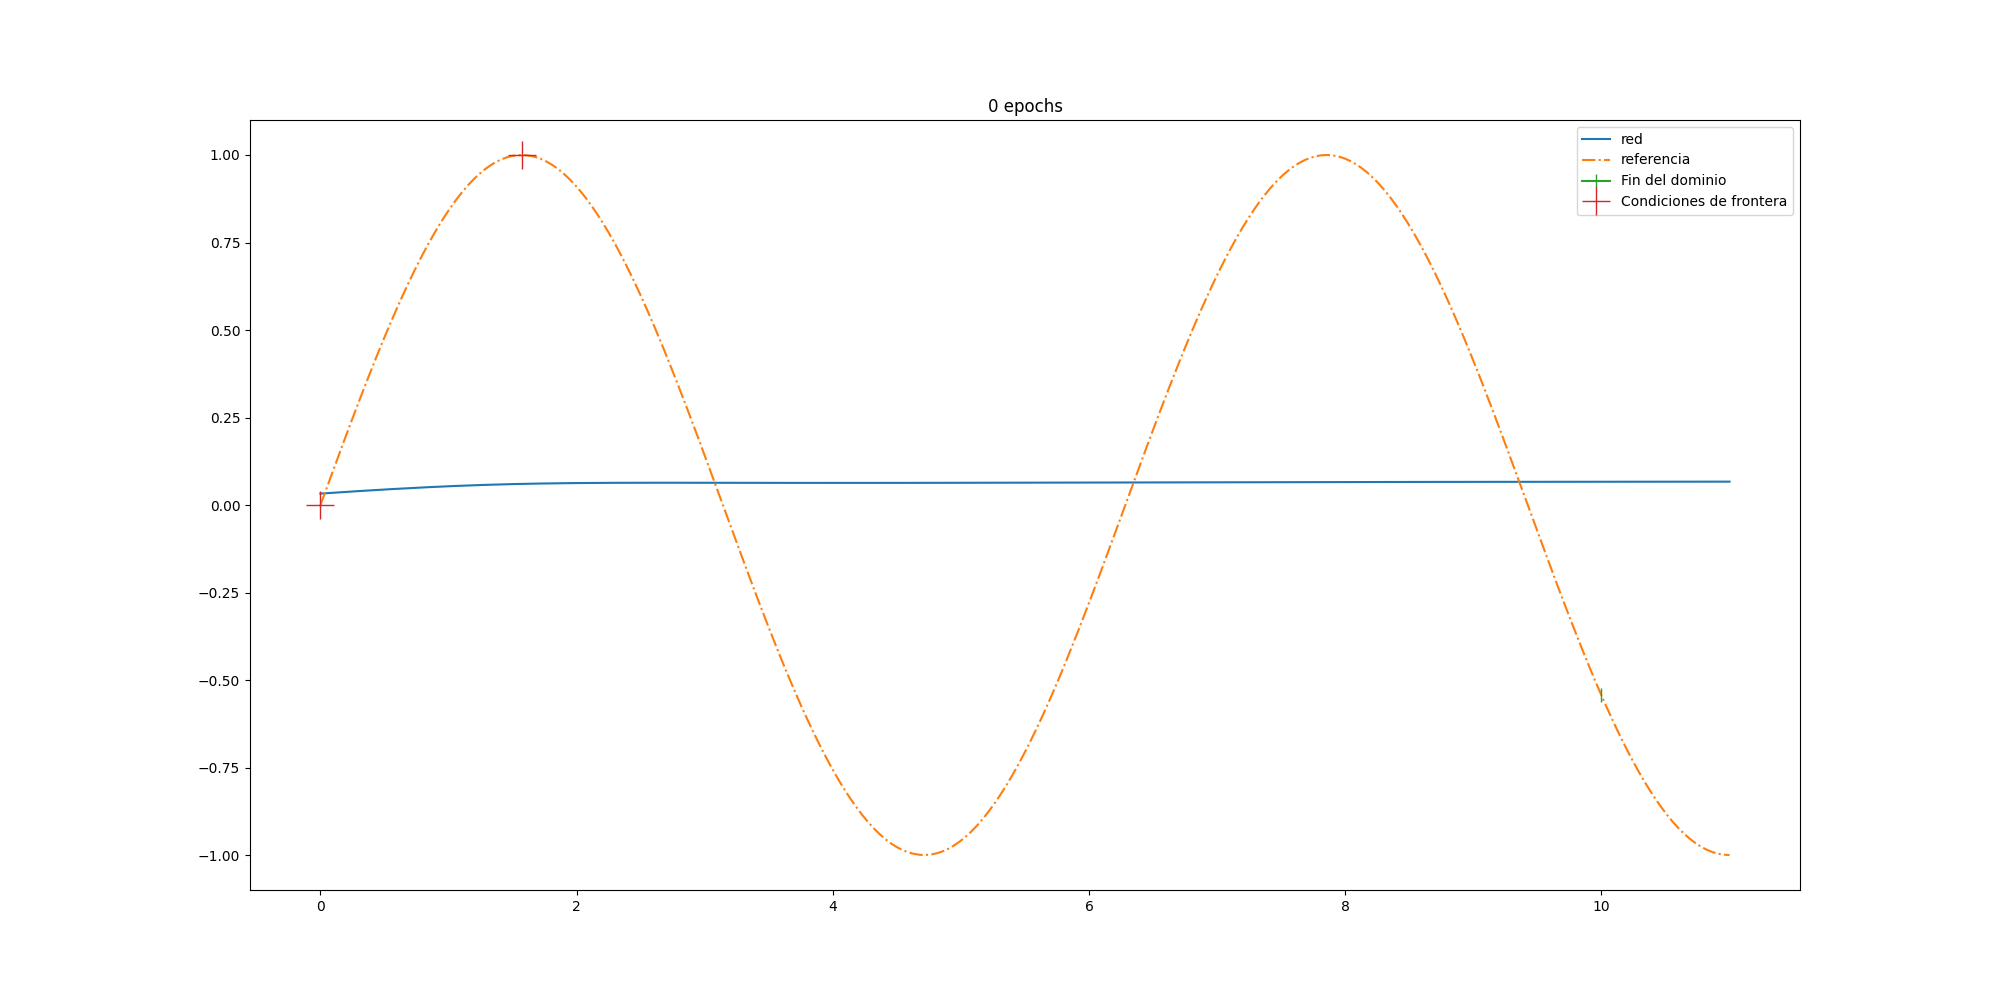 0 epochs
red
referencia
Fin del dominio
Condiciones de frontera
1.00
0.75
0.50
0.25
0.00
−0.25
−0.50
−0.75
−1.00
0 2 4 6 8 10